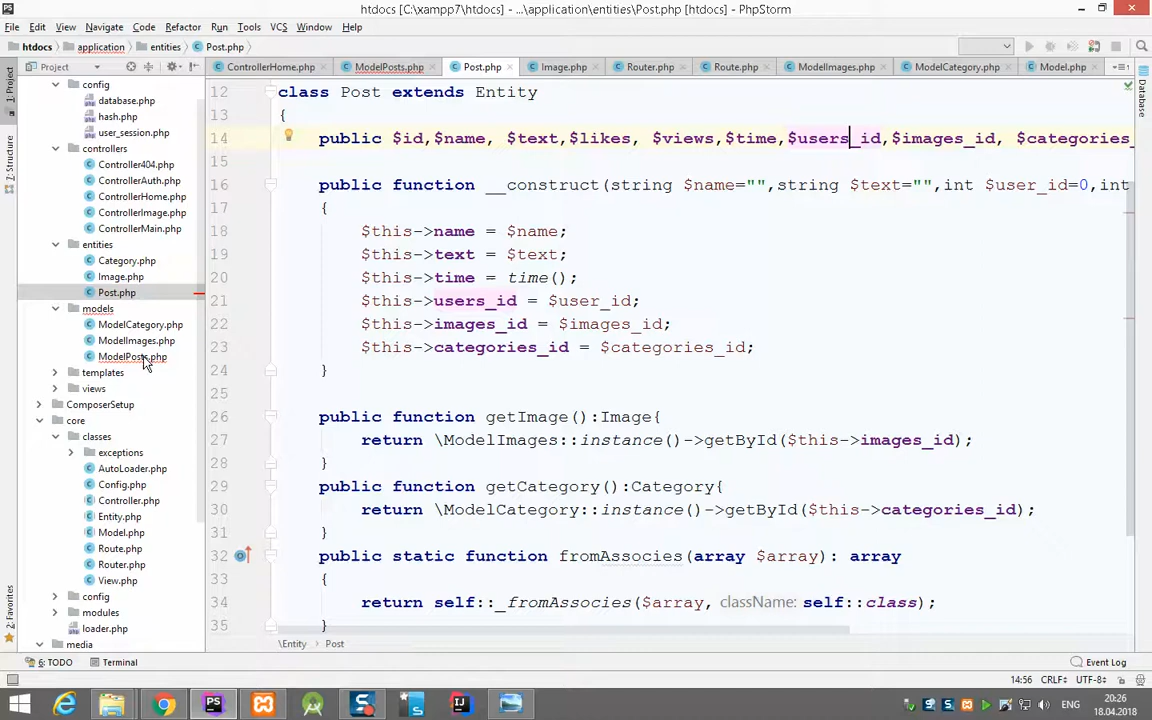 htdocs [C:\xampp7\htdocs] - ...\application\entities\Post.php [htdocs] - PhpStorm
File Edit View Navigate Code Refactor Run Tools VCS Window Help
htdocs application entities Post.php
Project ControllerHome.php ModelPosts.php Post.php Image.php Router.php Route.php ModelImages.php ModelCategory.php Model.php
1: Project
7: Structure
2: Favorites
Database
config
database.php
hash.php
user_session.php
controllers
Controller404.php
ControllerAuth.php
ControllerHome.php
ControllerImage.php
ControllerMain.php
entities
Category.php
Image.php
Post.php
models
ModelCategory.php
ModelImages.php
ModelPosts.php
templates
views
ComposerSetup
core
classes
exceptions
AutoLoader.php
Config.php
Controller.php
Entity.php
Model.php
Route.php
Router.php
View.php
config
modules
loader.php
media
12 class Post extends Entity
13 {
14 public $id,$name, $text,$likes, $views,$time,$users_id,$images_id, $categories_
15
16 public function __construct(string $name="",string $text="",int $user_id=0,int
17 {
18 $this->name = $name;
19 $this->text = $text;
20 $this->time = time();
21 $this->users_id = $user_id;
22 $this->images_id = $images_id;
23 $this->categories_id = $categories_id;
24 }
25
26 public function getImage():Image{
27 return \ModelImages::instance()->getById($this->images_id);
28 }
29 public function getCategory():Category{
30 return \ModelCategory::instance()->getById($this->categories_id);
31 }
32 public static function fromAssocies(array $array): array
33 {
34 return self::_fromAssocies($array, className: self::class);
35 }
\Entity Post
6: TODO Terminal Event Log
14:56 CRLF UTF-8
ENG 20:26
18.04.2018